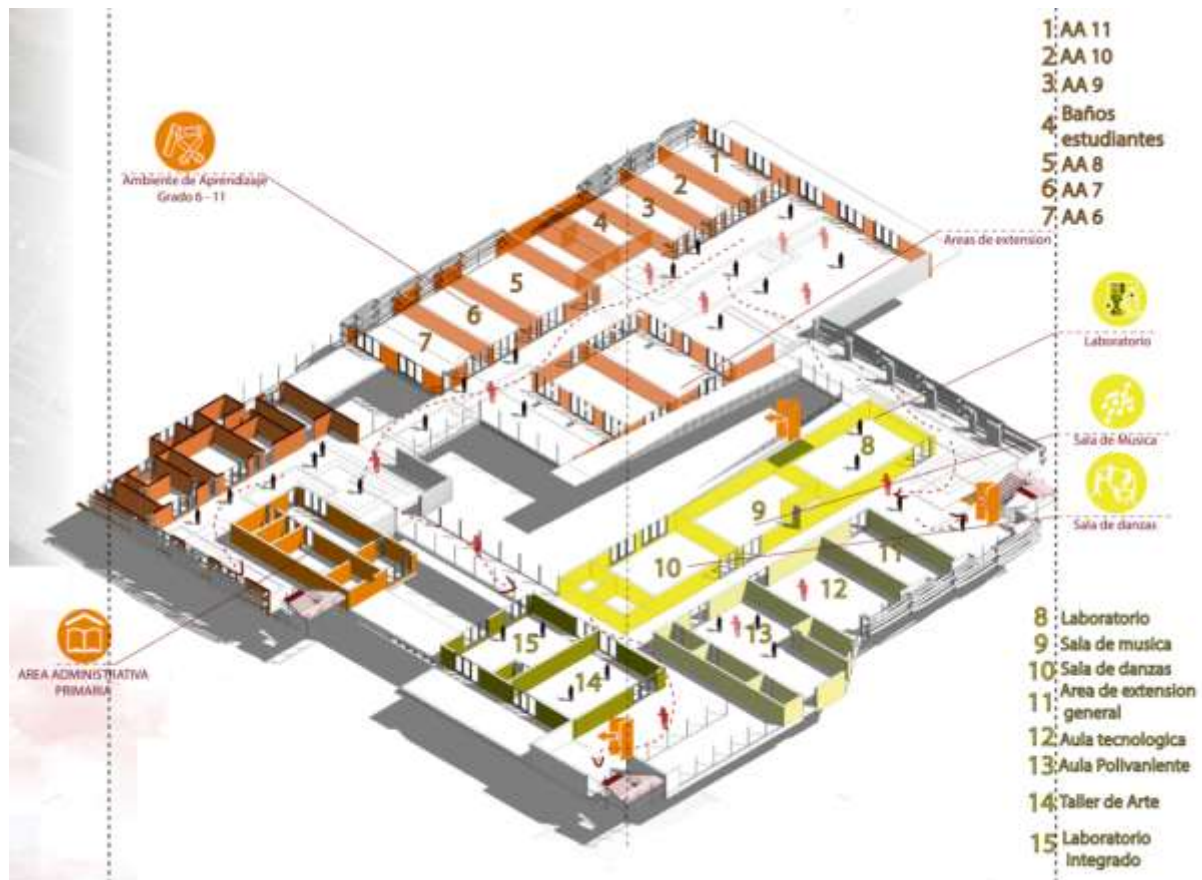 1 AA 11
2 AA 10
3 AA 9
4 Baños
estudiantes
5 AA 8
6 AA 7
7 AA 6
Ambiente de Aprendizaje
Grado 6 - 11
Areas de extension
Laboratorio
Sala de Música
Sala de danzas
AREA ADMINISTRATIVA
PRIMARIA
1
2
3
4
5
6
7
8
9
10
11
12
13
14
15
8 Laboratorio
9 Sala de musica
10 Sala de danzas
11 Area de extension
general
12 Aula tecnologica
13 Aula Polivaniente
14 Taller de Arte
15 Laboratorio
Integrado